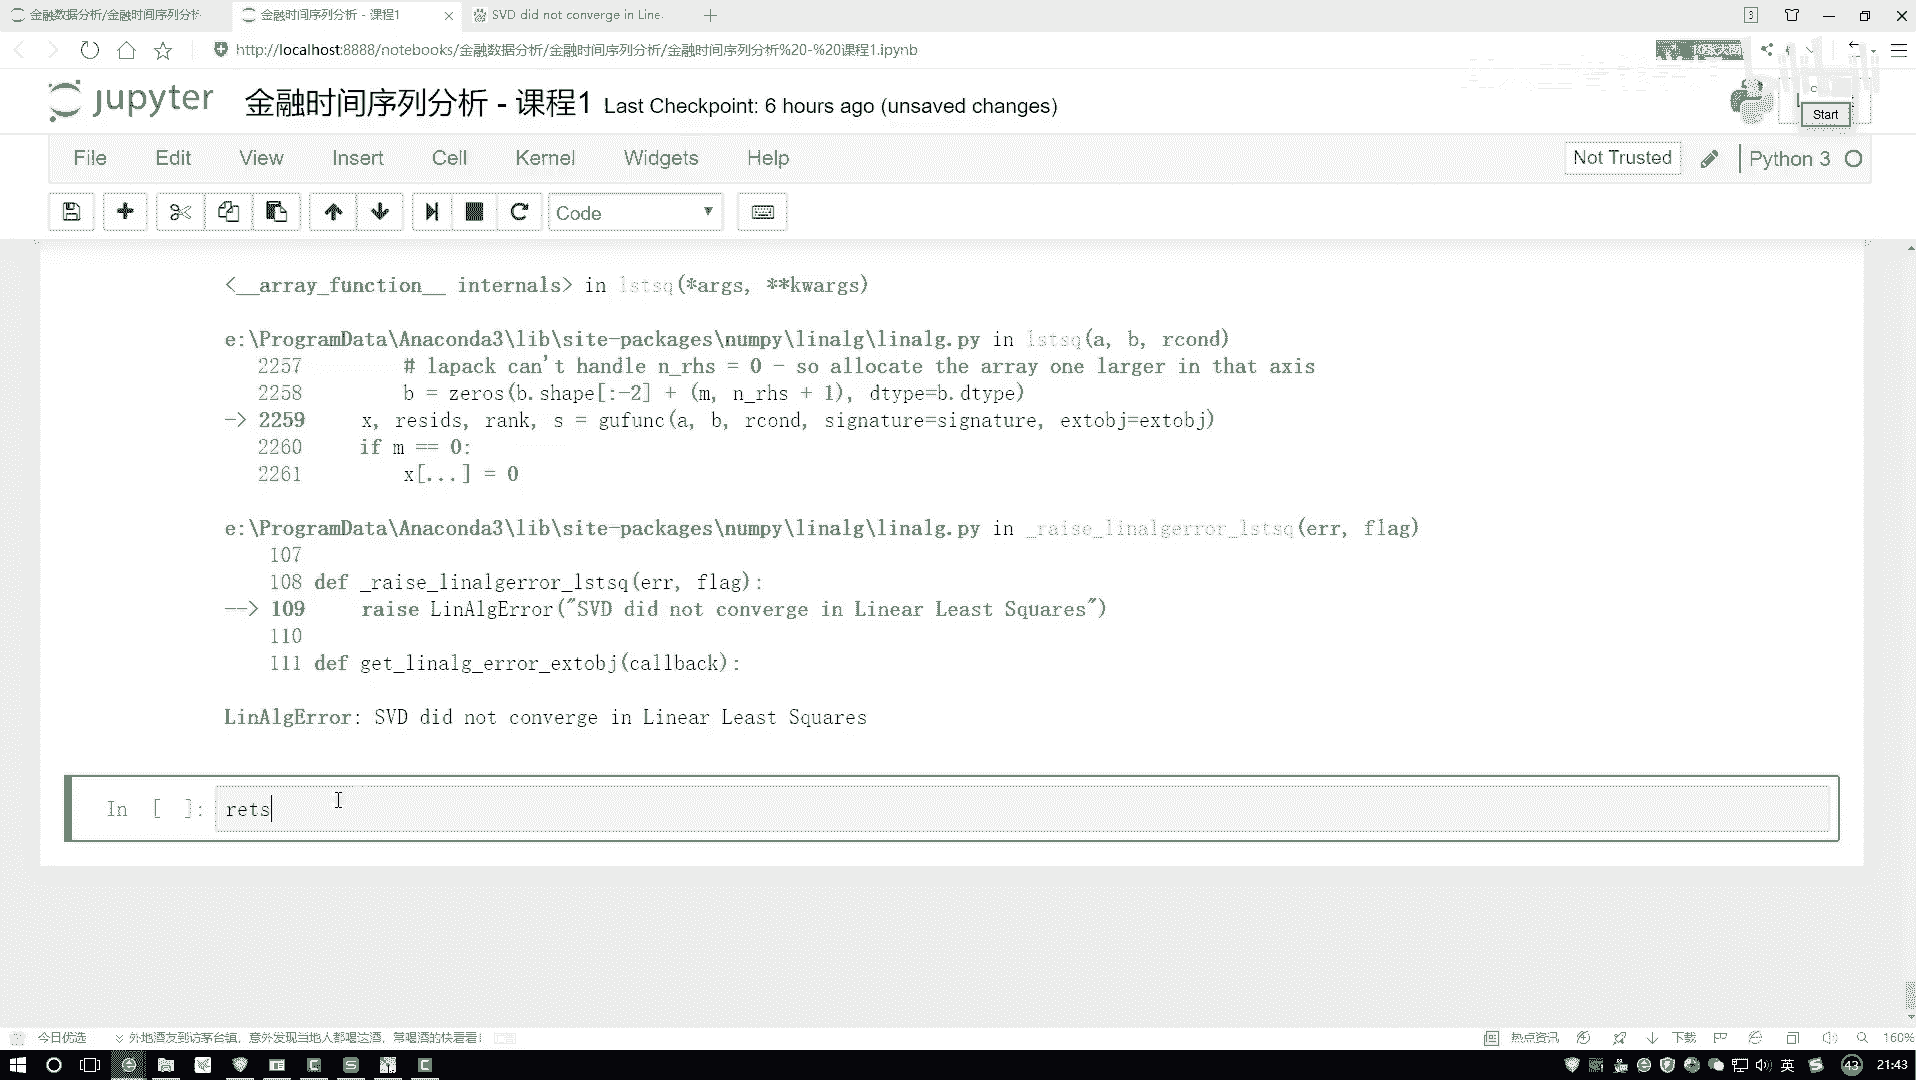 金融数据分析/金融时间序列分析
金融时间序列分析 - 课程1
SVD did not converge in Line
http://localhost:8888/notebooks/金融数据分析/金融时间序列分析/金融时间序列分析%20-%20课程1.ipynb
jupyter 金融时间序列分析 - 课程1 Last Checkpoint: 6 hours ago (unsaved changes)
Start
File Edit View Insert Cell Kernel Widgets Help
Not Trusted Python 3
Code
<__array_function__ internals> in lstsq(*args, **kwargs)
e:\ProgramData\Anaconda3\lib\site-packages\numpy\linalg\linalg.py in lstsq(a, b, rcond)
2257 # lapack can't handle n_rhs = 0 - so allocate the array one larger in that axis
2258 b = zeros(b.shape[:-2] + (m, n_rhs + 1), dtype=b.dtype)
-> 2259 x, resids, rank, s = gufunc(a, b, rcond, signature=signature, extobj=extobj)
2260 if m == 0:
2261 x[...] = 0
e:\ProgramData\Anaconda3\lib\site-packages\numpy\linalg\linalg.py in _raise_linalgerror_lstsq(err, flag)
107
108 def _raise_linalgerror_lstsq(err, flag):
--> 109 raise LinAlgError("SVD did not converge in Linear Least Squares")
110
111 def get_linalg_error_extobj(callback):
LinAlgError: SVD did not converge in Linear Least Squares
In [ ]: rets
今日优选 外地酒友到访茅台镇，意外发现当地人都喝这酒，常喝酒的快看看！
热点资讯 下载 160%
英 43 21:43